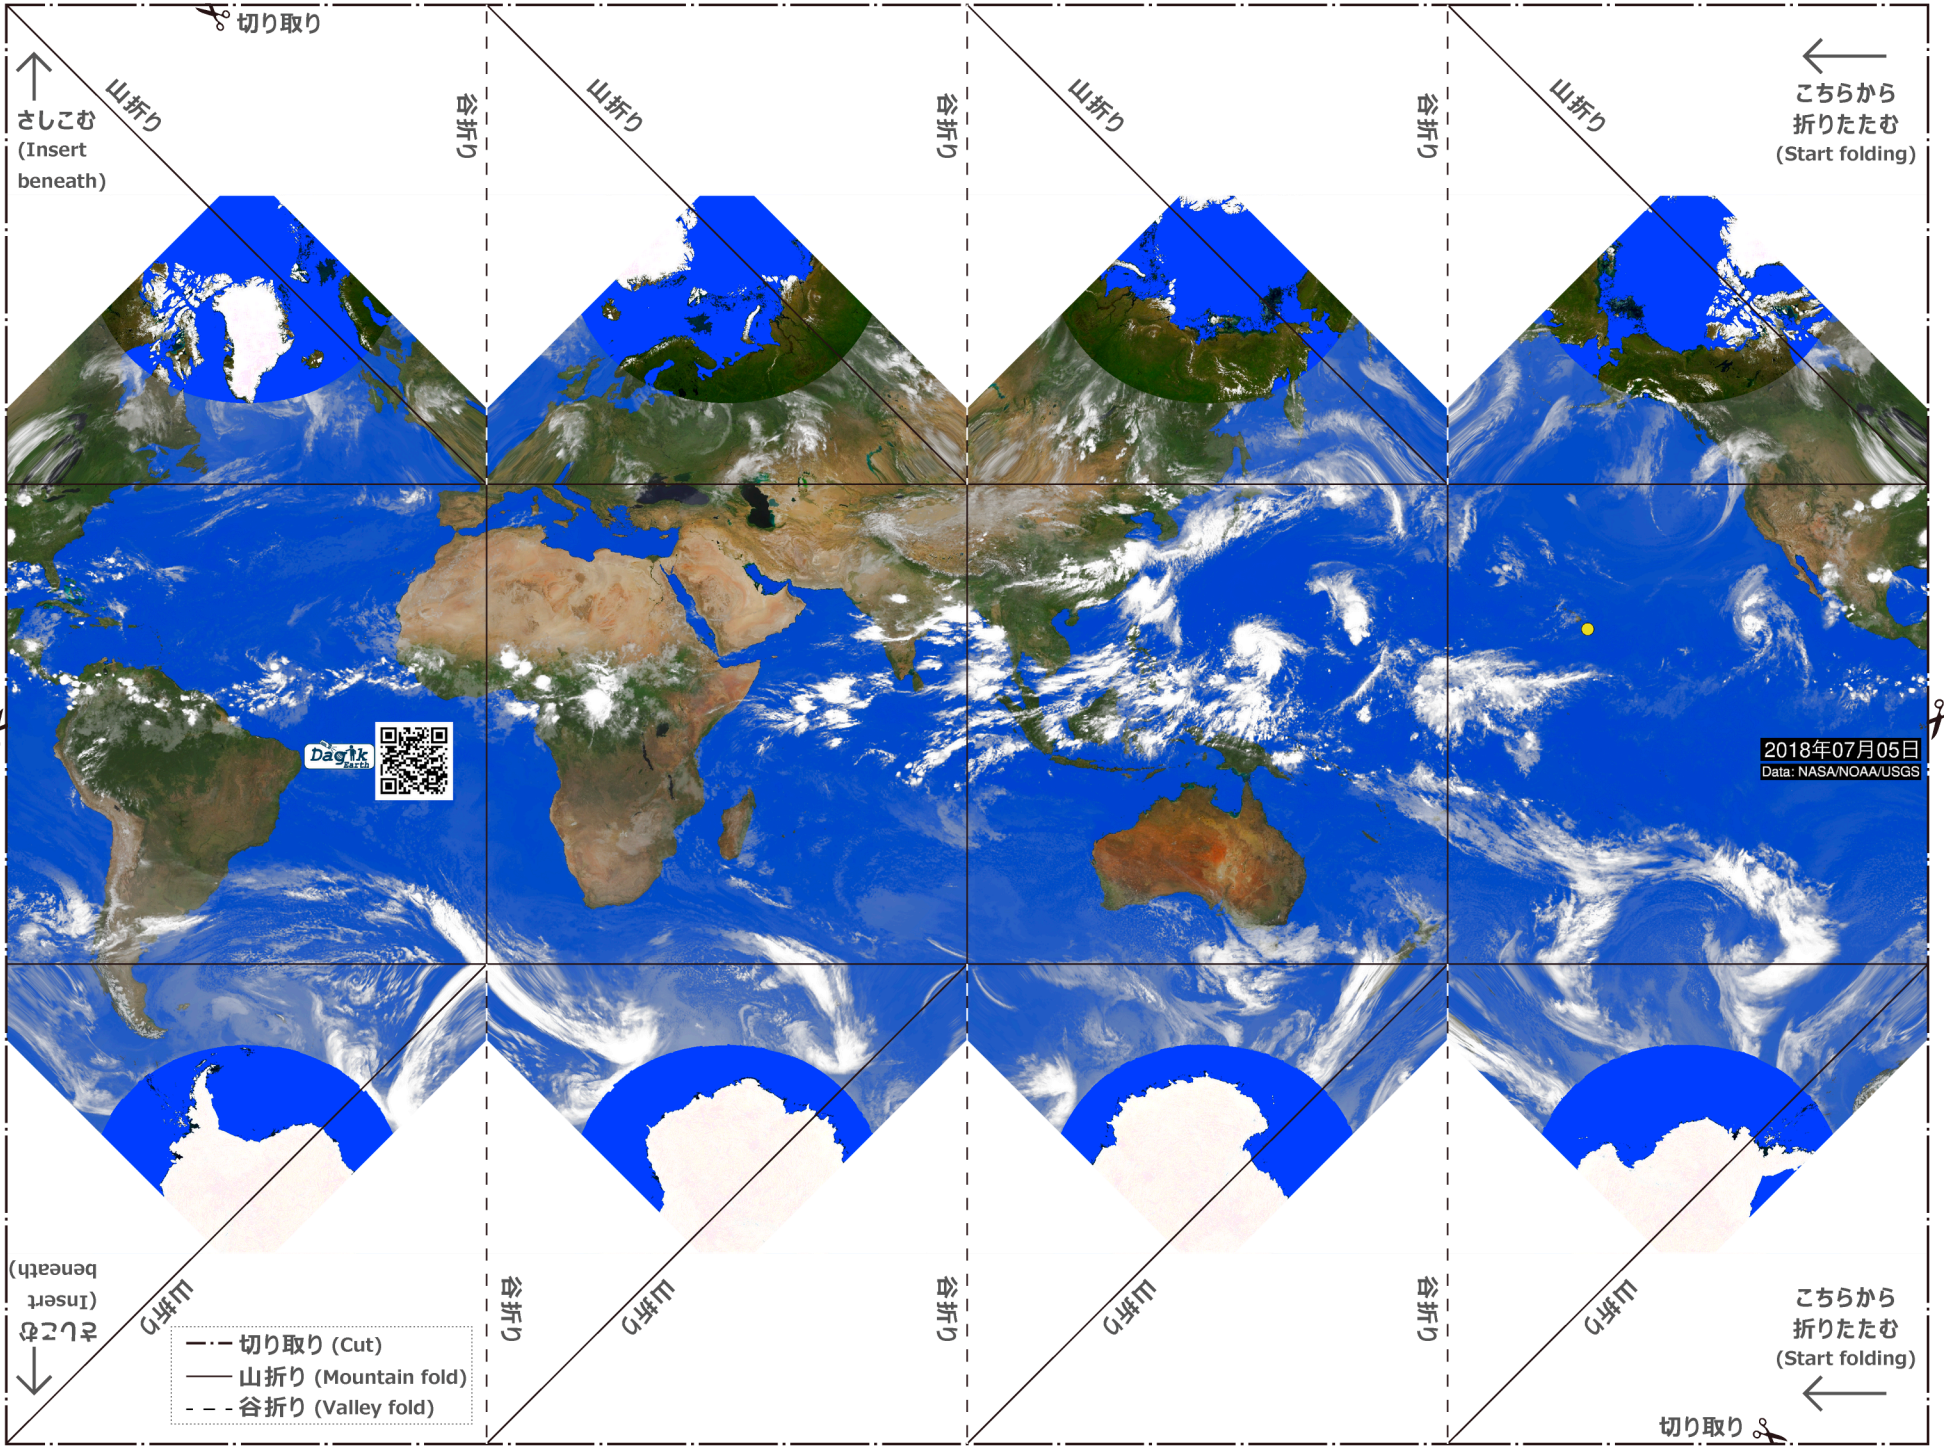 切り取り
山折り
谷折り
山折り
谷折り
山折り
谷折り
山折り
さしこむ
(Insert
beneath)
こちらから
折りたたむ
(Start folding)
Dagik
Earth
2018年07月05日
Data: NASA/NOAA/USGS
さしこむ
(Insert
beneath)
山折り
谷折り
山折り
谷折り
山折り
谷折り
山折り
こちらから
折りたたむ
(Start folding)
切り取り (Cut)
山折り (Mountain fold)
谷折り (Valley fold)
切り取り